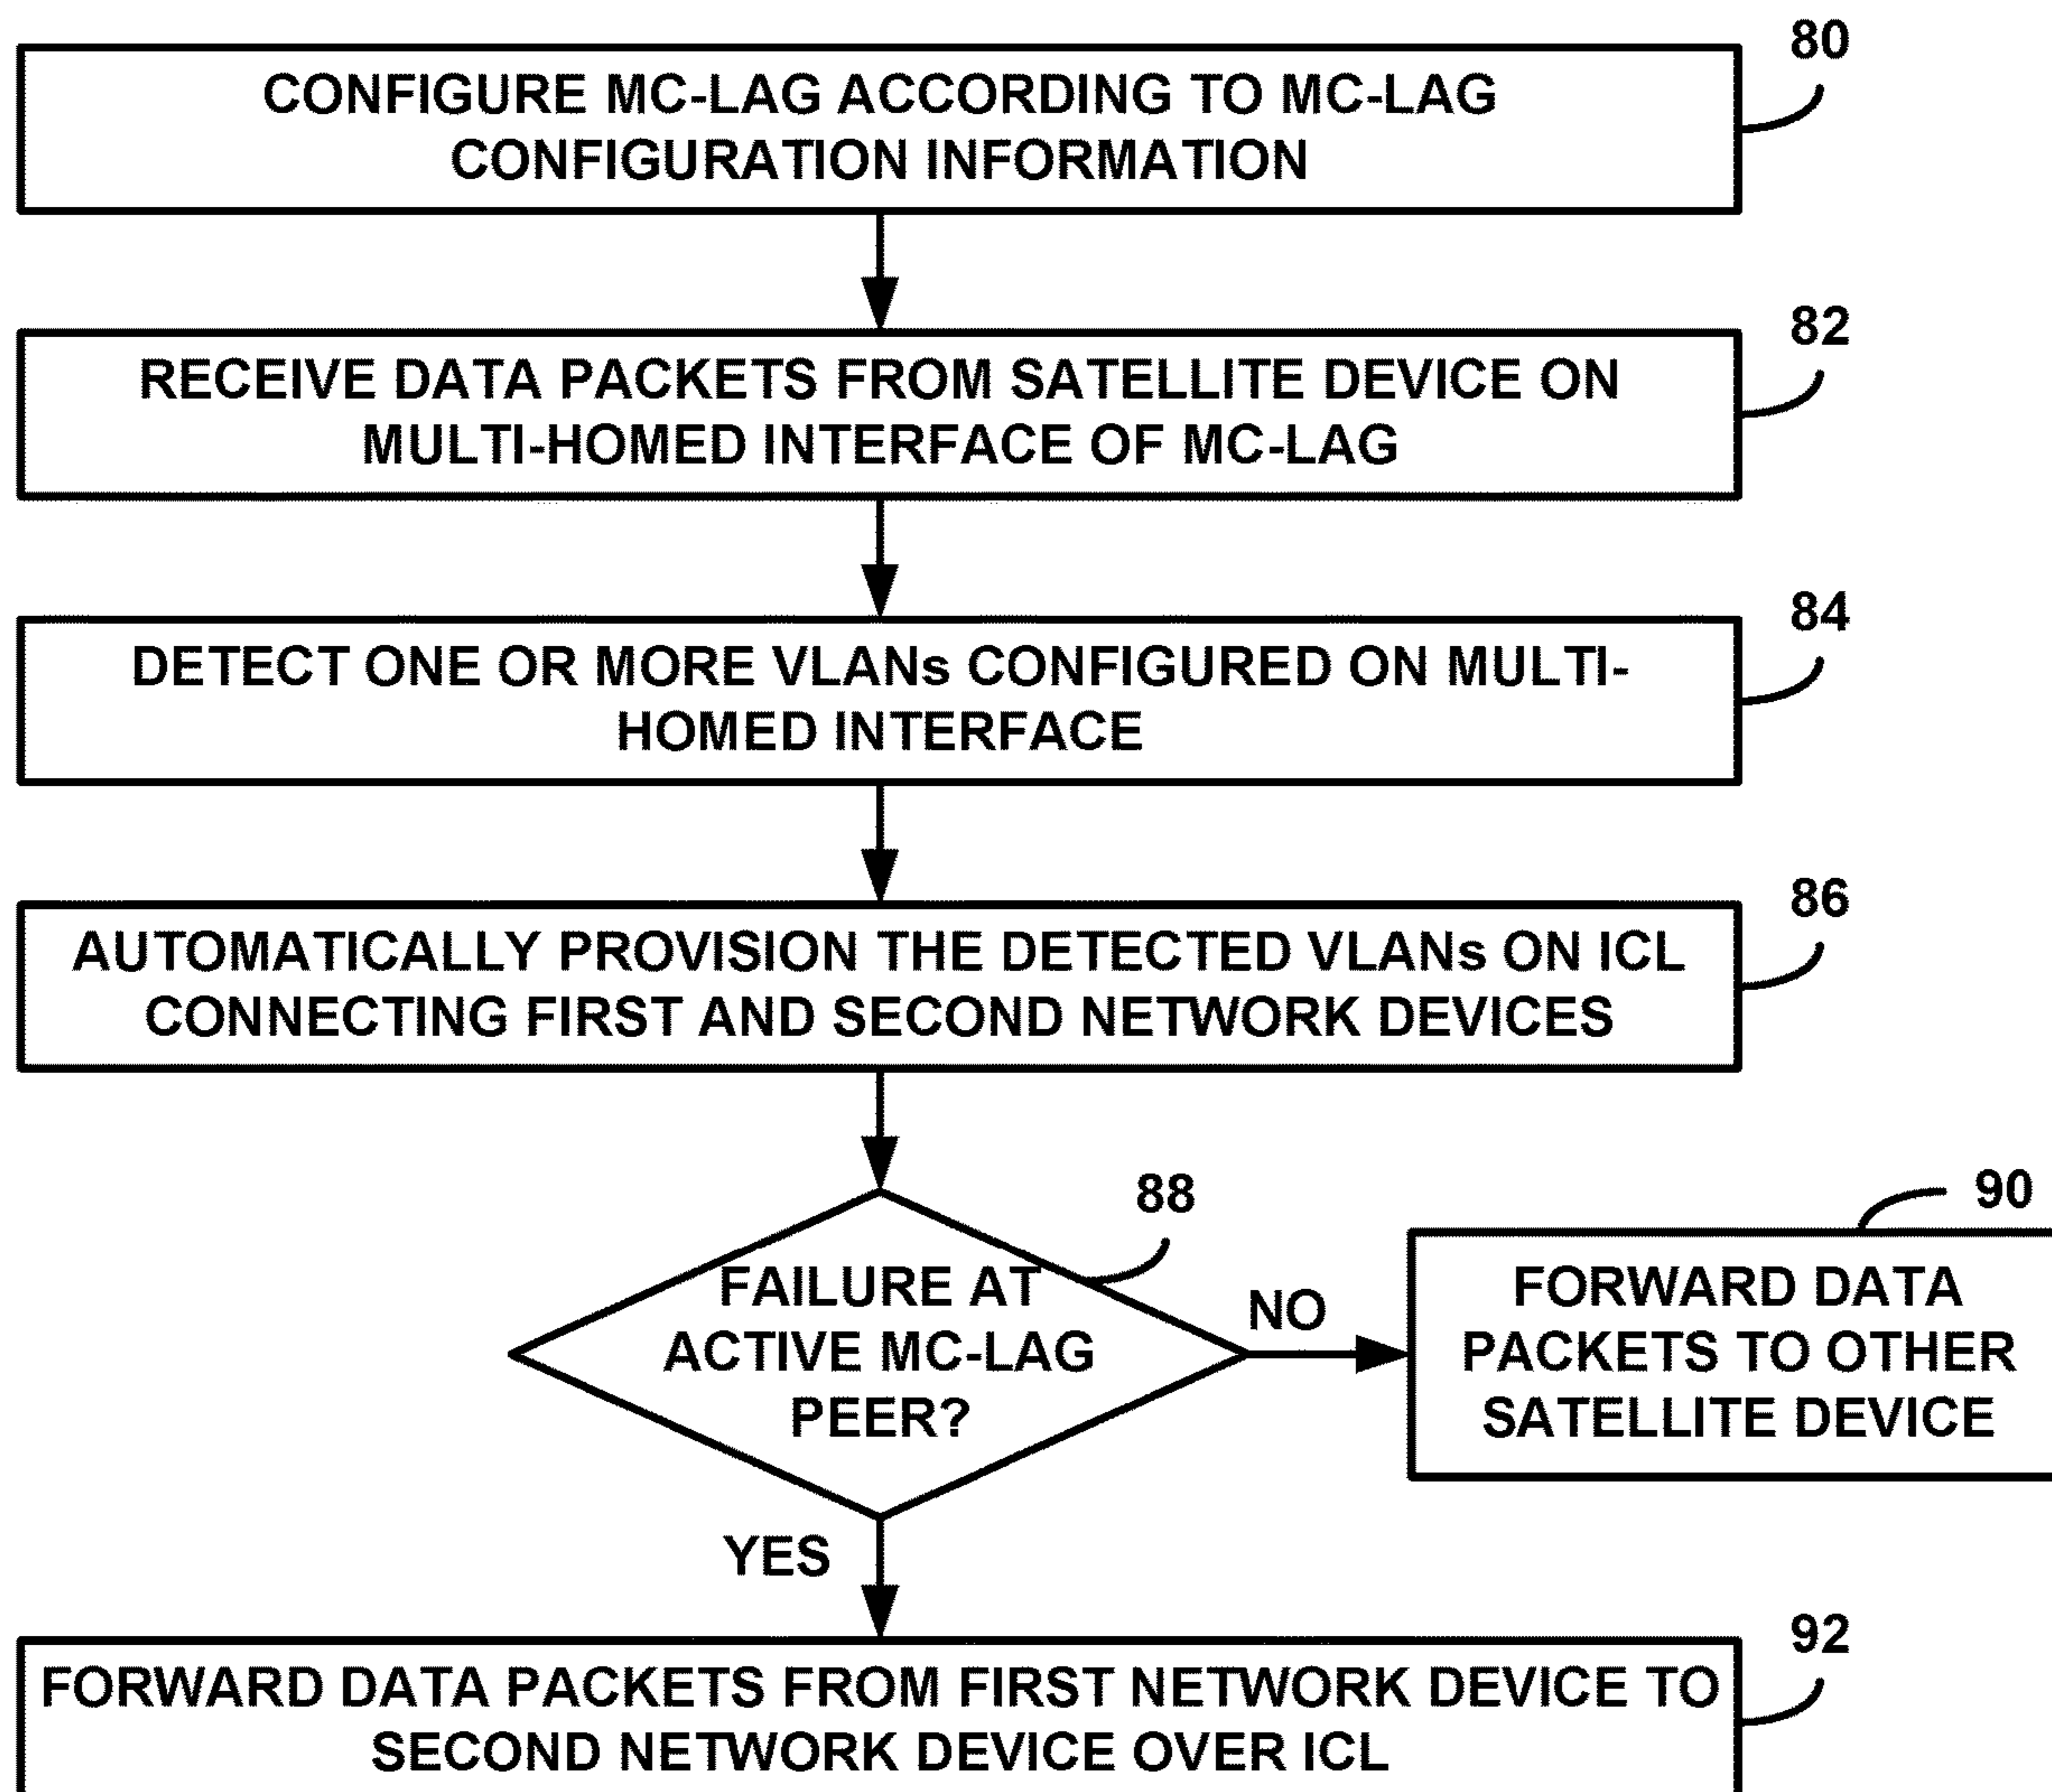 80
CONFIGURE MC-LAG ACCORDING TO MC-LAG
CONFIGURATION INFORMATION
82
RECEIVE DATA PACKETS FROM SATELLITE DEVICE ON
MULTI-HOMED INTERFACE OF MC-LAG
84
DETECT ONE OR MORE VLANs CONFIGURED ON MULTI-
HOMED INTERFACE
86
AUTOMATICALLY PROVISION THE DETECTED VLANs ON ICL
CONNECTING FIRST AND SECOND NETWORK DEVICES
88
FAILURE AT
ACTIVE MC-LAG
PEER?
NO
90
FORWARD DATA
PACKETS TO OTHER
SATELLITE DEVICE
YES
92
FORWARD DATA PACKETS FROM FIRST NETWORK DEVICE TO
SECOND NETWORK DEVICE OVER ICL